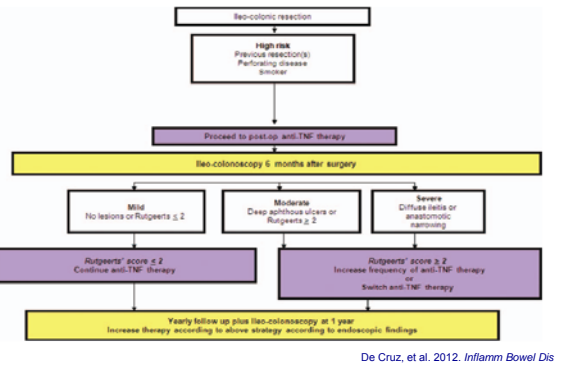 Ileo-colonic resection
High risk
Previous resection(s)
Perforating disease
Smoker
Proceed to post-op anti-TNF therapy
Ileo-colonoscopy 6 months after surgery
Mild
No lesions or Rutgeerts ≤ 2
Moderate
Deep aphthous ulcers or
Rutgeerts ≥ 2
Severe
Diffuse ileitis or
anastomotic
narrowing
Rutgeerts' score ≤ 2
Continue anti-TNF therapy
Rutgeerts' score ≥ 2
Increase frequency of anti-TNF therapy
or
Switch anti-TNF therapy
Yearly follow up plus Ileo-colonoscopy at 1 year
Increase therapy according to above strategy according to endoscopic findings
De Cruz, et al. 2012. Inflamm Bowel Dis